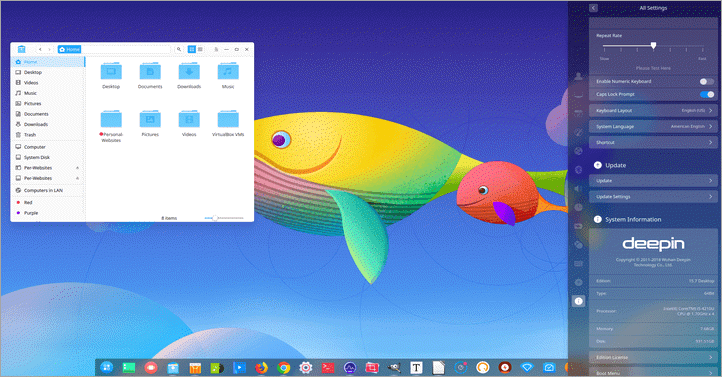 Home
Home
Desktop
Videos
Music
Pictures
Documents
Downloads
Trash
Computer
System Disk
Per-Websites
Per-Websites
Computers in LAN
Red
Purple
Desktop
Documents
Downloads
Music
Personal
Websites
Pictures
Videos
VirtualBox VMs
8 items
All Settings
Repeat Rate
Slow
Fast
Please Test Here
Enable Numeric Keyboard
Caps Lock Prompt
Keyboard Layout
English (US)
System Language
American English
Shortcut
Update
Update
Update Settings
System Information
deepin
Copyright © 2011-2018 Wuhan Deepin
Technology Co., Ltd.
Edition
15.7 Desktop
Type
64Bit
Processor
Memory
Disk
Edition License
Boot Menu